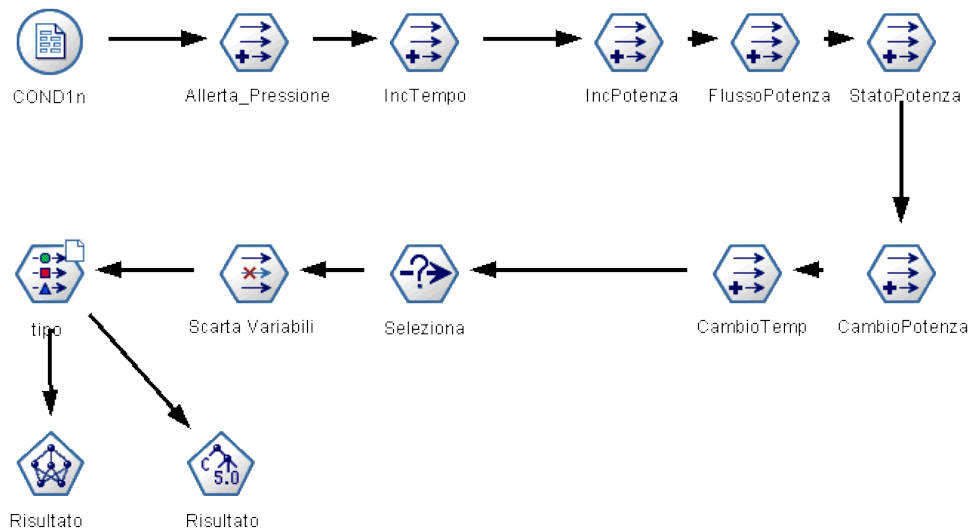 COND1n
Allerta_Pressione
IncTempo
IncPotenza
FlussoPotenza
StatoPotenza
tipo
Scarta Variabili
Seleziona
CambioTemp
CambioPotenza
C 5.0
Risultato
Risultato